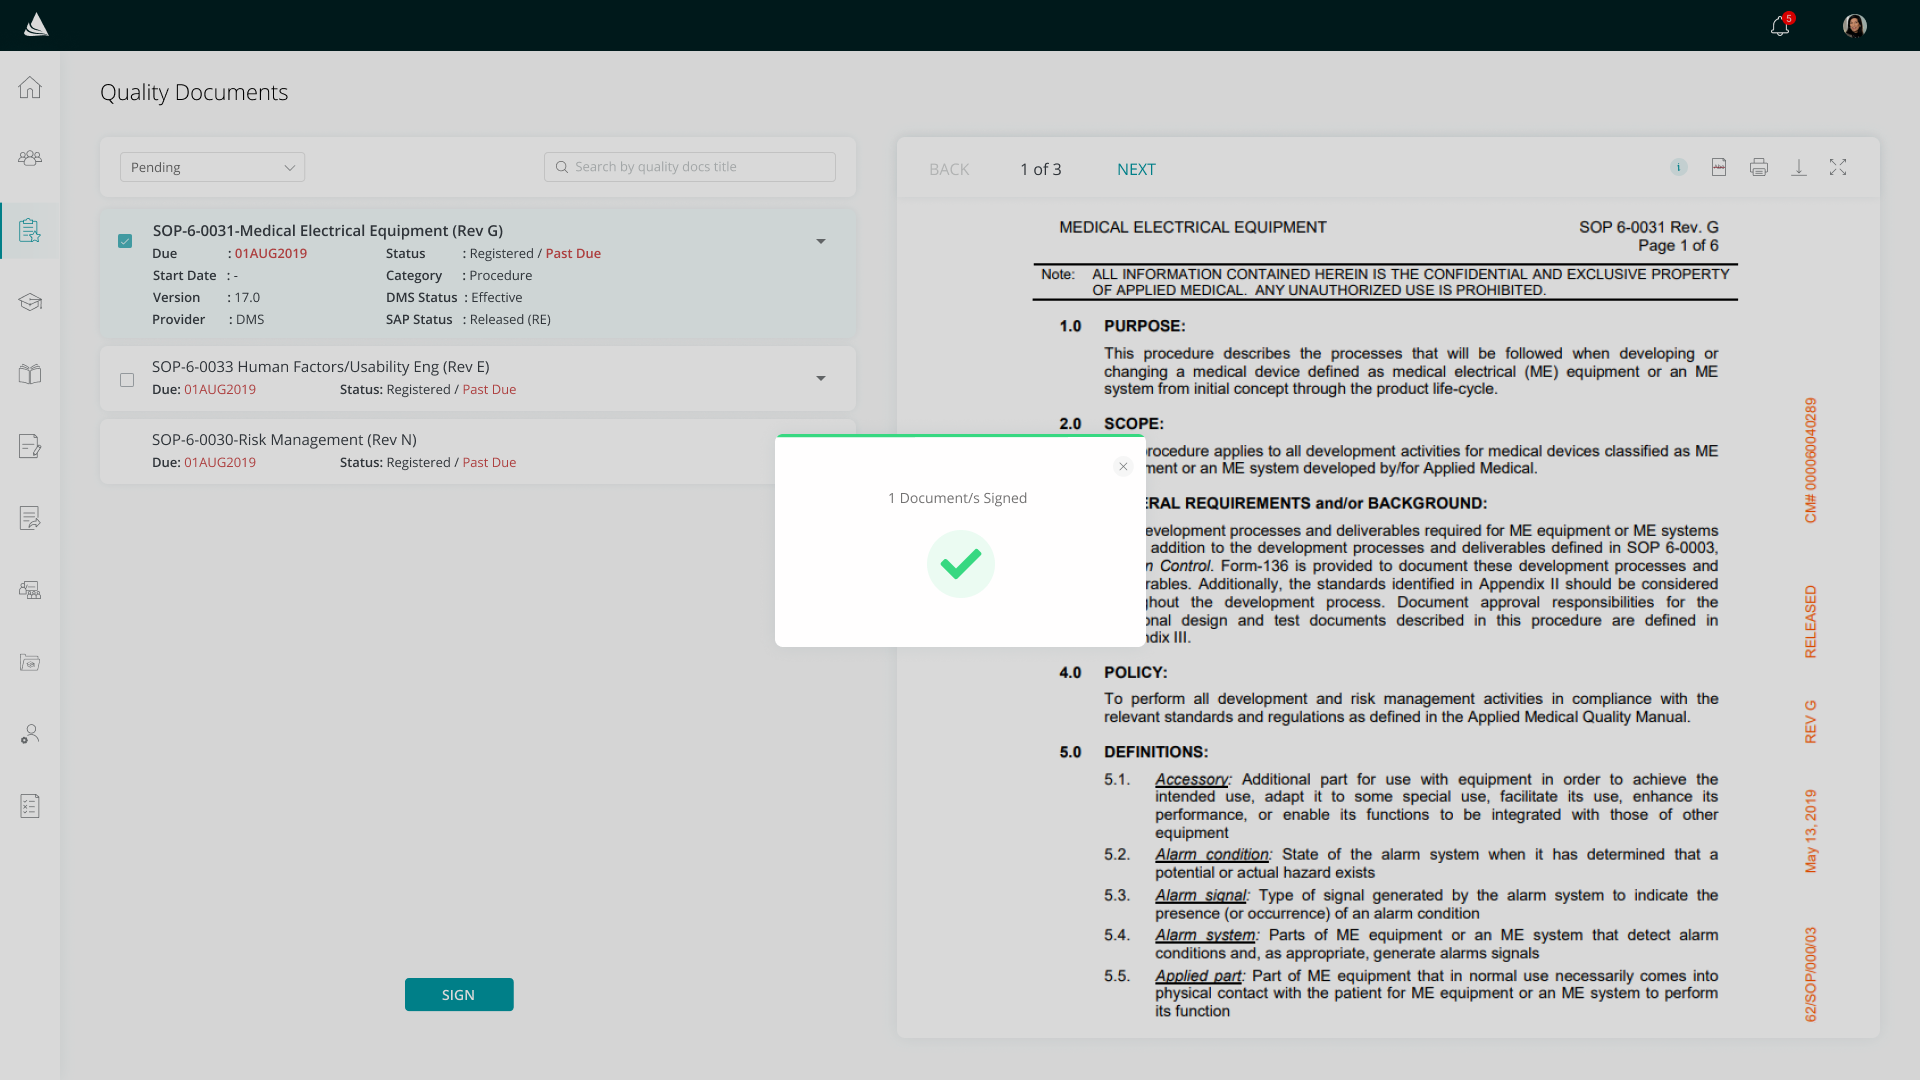 5
Quality Documents
Pending
Search by quality docs title
SOP-6-0031-Medical Electrical Equipment (Rev G)
Due : 01AUG2019 Status : Registered / Past Due
Start Date : - Category : Procedure
Version : 17.0 DMS Status : Effective
Provider : DMS SAP Status : Released (RE)
SOP-6-0033 Human Factors/Usability Eng (Rev E)
Due: 01AUG2019 Status: Registered / Past Due
SOP-6-0030-Risk Management (Rev N)
Due: 01AUG2019 Status: Registered / Past Due
SIGN
1 Document/s Signed
BACK 1 of 3 NEXT
i
MEDICAL ELECTRICAL EQUIPMENT SOP 6-0031 Rev. G
Page 1 of 6
Note: ALL INFORMATION CONTAINED HEREIN IS THE CONFIDENTIAL AND EXCLUSIVE PROPERTY
OF APPLIED MEDICAL. ANY UNAUTHORIZED USE IS PROHIBITED.
1.0 PURPOSE:
This procedure describes the processes that will be followed when developing or
changing a medical device defined as medical electrical (ME) equipment or an ME
system from initial concept through the product life-cycle.
2.0 SCOPE:
rocedure applies to all development activities for medical devices classified as ME
ment or an ME system developed by/for Applied Medical.
ERAL REQUIREMENTS and/or BACKGROUND:
evelopment processes and deliverables required for ME equipment or ME systems
addition to the development processes and deliverables defined in SOP 6-0003,
n Control. Form-136 is provided to document these development processes and
rables. Additionally, the standards identified in Appendix II should be considered
hout the development process. Document approval responsibilities for the
onal design and test documents described in this procedure are defined in
ndix III.
4.0 POLICY:
To perform all development and risk management activities in compliance with the
relevant standards and regulations as defined in the Applied Medical Quality Manual.
5.0 DEFINITIONS:
5.1. Accessory: Additional part for use with equipment in order to achieve the
intended use, adapt it to some special use, facilitate its use, enhance its
performance, or enable its functions to be integrated with those of other
equipment
5.2. Alarm condition: State of the alarm system when it has determined that a
potential or actual hazard exists
5.3. Alarm signal: Type of signal generated by the alarm system to indicate the
presence (or occurrence) of an alarm condition
5.4. Alarm system: Parts of ME equipment or an ME system that detect alarm
conditions and, as appropriate, generate alarms signals
5.5. Applied part: Part of ME equipment that in normal use necessarily comes into
physical contact with the patient for ME equipment or an ME system to perform
its function
62/SOP/000/03 May 13, 2019 REV G RELEASED CM# 000060040289